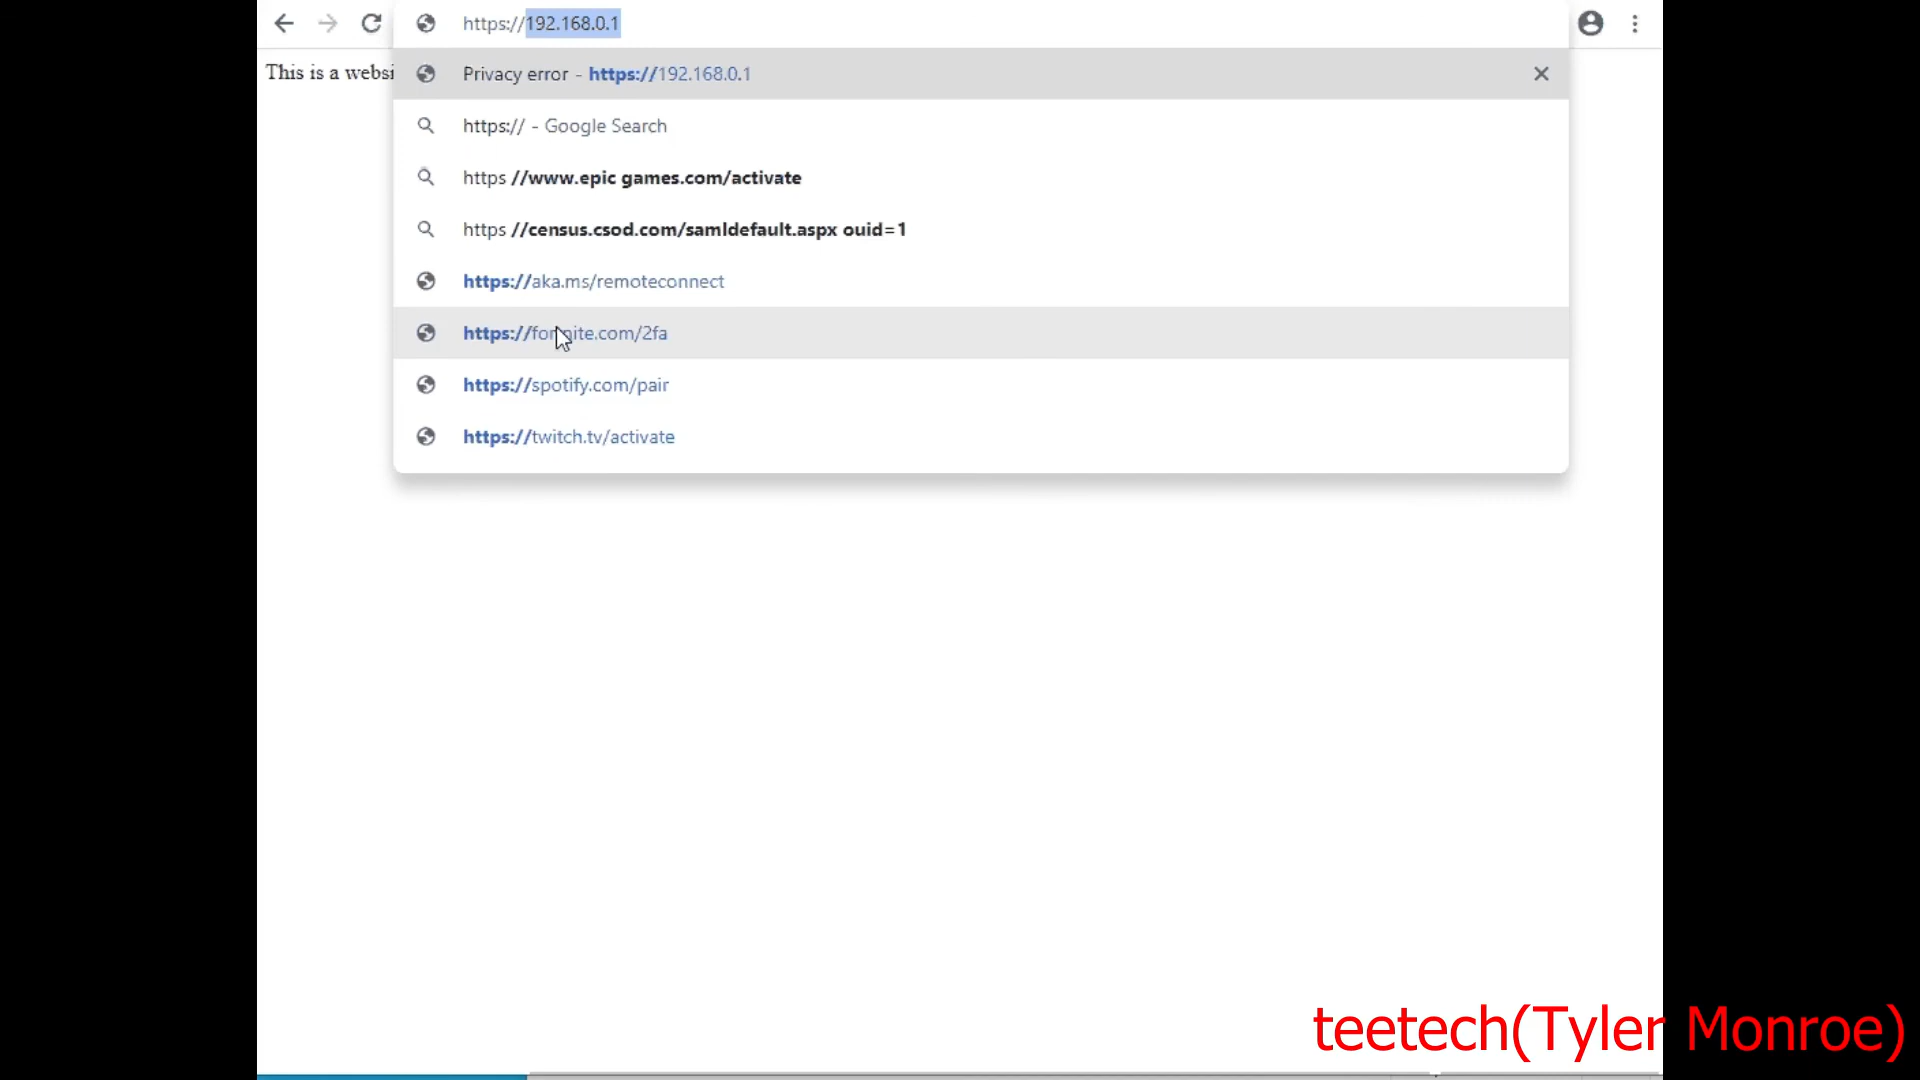 https://192.168.0.1
This is a websi
Privacy error - https://192.168.0.1
https:// - Google Search
https //www.epic games.com/activate
https //census.csod.com/samldefault.aspx ouid=1
https://aka.ms/remoteconnect
https://fortnite.com/2fa
https://spotify.com/pair
https://twitch.tv/activate
teetech(Tyler Monroe)